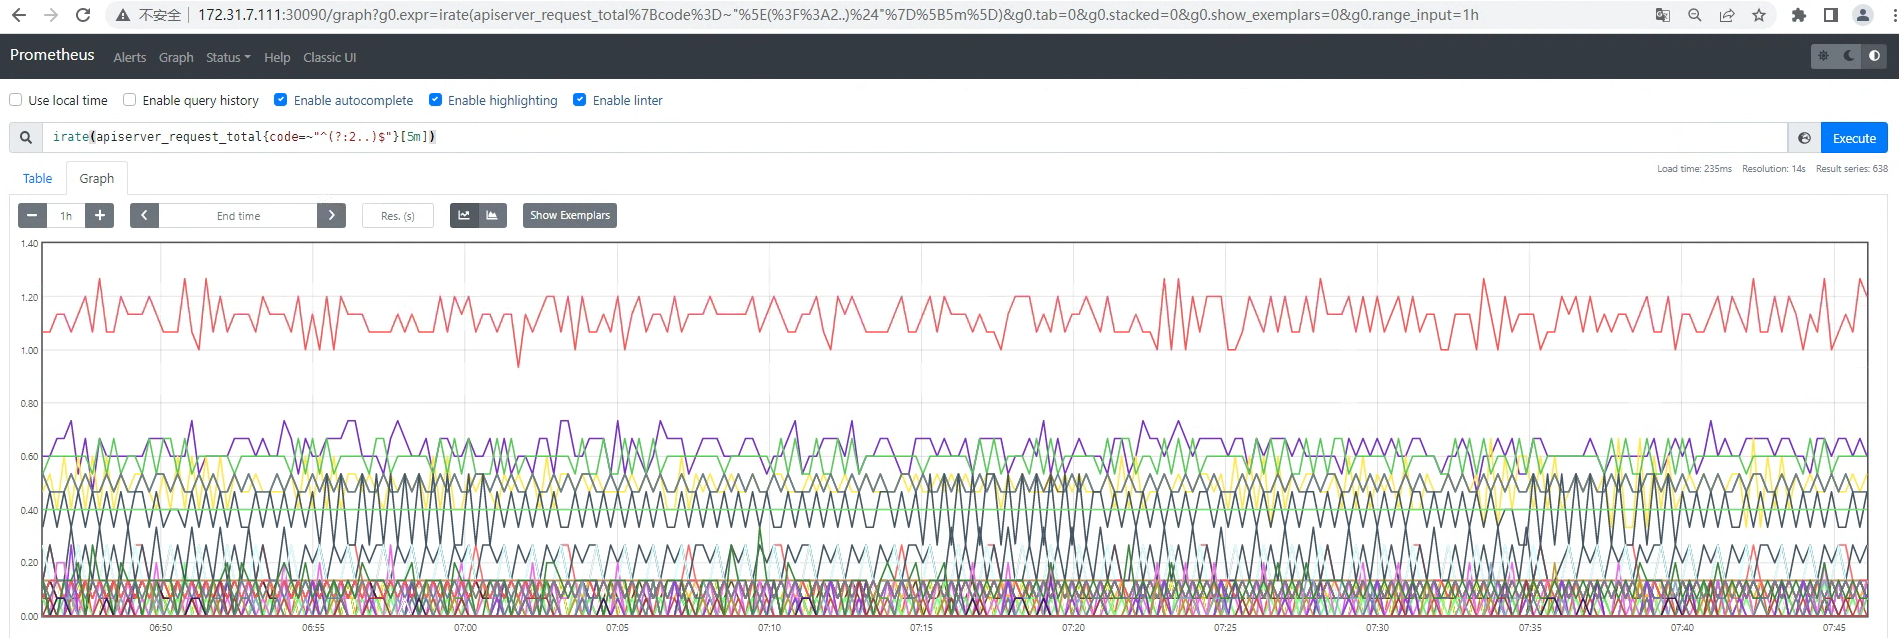 不安全 172.31.7.111:30090/graph?g0.expr=irate(apiserver_request_total%7Bcode%3D~"%5E(%3F%3A2..)%24"%7D%5B5m%5D)&g0.tab=0&g0.stacked=0&g0.show_exemplars=0&g0.range_input=1h
Prometheus Alerts Graph Status Help Classic UI
Use local time Enable query history Enable autocomplete Enable highlighting Enable linter
irate(apiserver_request_total{code=~"^(?:2..)$"}[5m]) Execute
Load time: 235ms Resolution: 14s Result series: 638
Table Graph
1h End time Res. (s) Show Exemplars
1.40
1.20
1.00
0.80
0.60
0.40
0.20
0.00
06:50 06:55 07:00 07:05 07:10 07:15 07:20 07:25 07:30 07:35 07:40 07:45